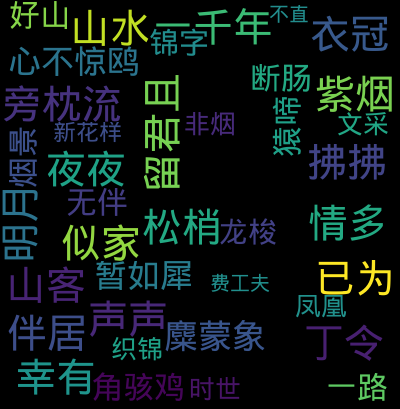 好山
山水
一千年
不直
衣冠
锦字
心不惊鸥
断肠
紫烟
旁枕流
留君且
非烟
猿啼
文采
新花样
烟景
夜夜
拂拂
明月
无伴
松梢
龙梭
情多
似家
山客
暂如犀
费工夫
已为
凤凰
伴居
声声
麋蒙象
丁令
织锦
幸有
角骇鸡
时世
一路